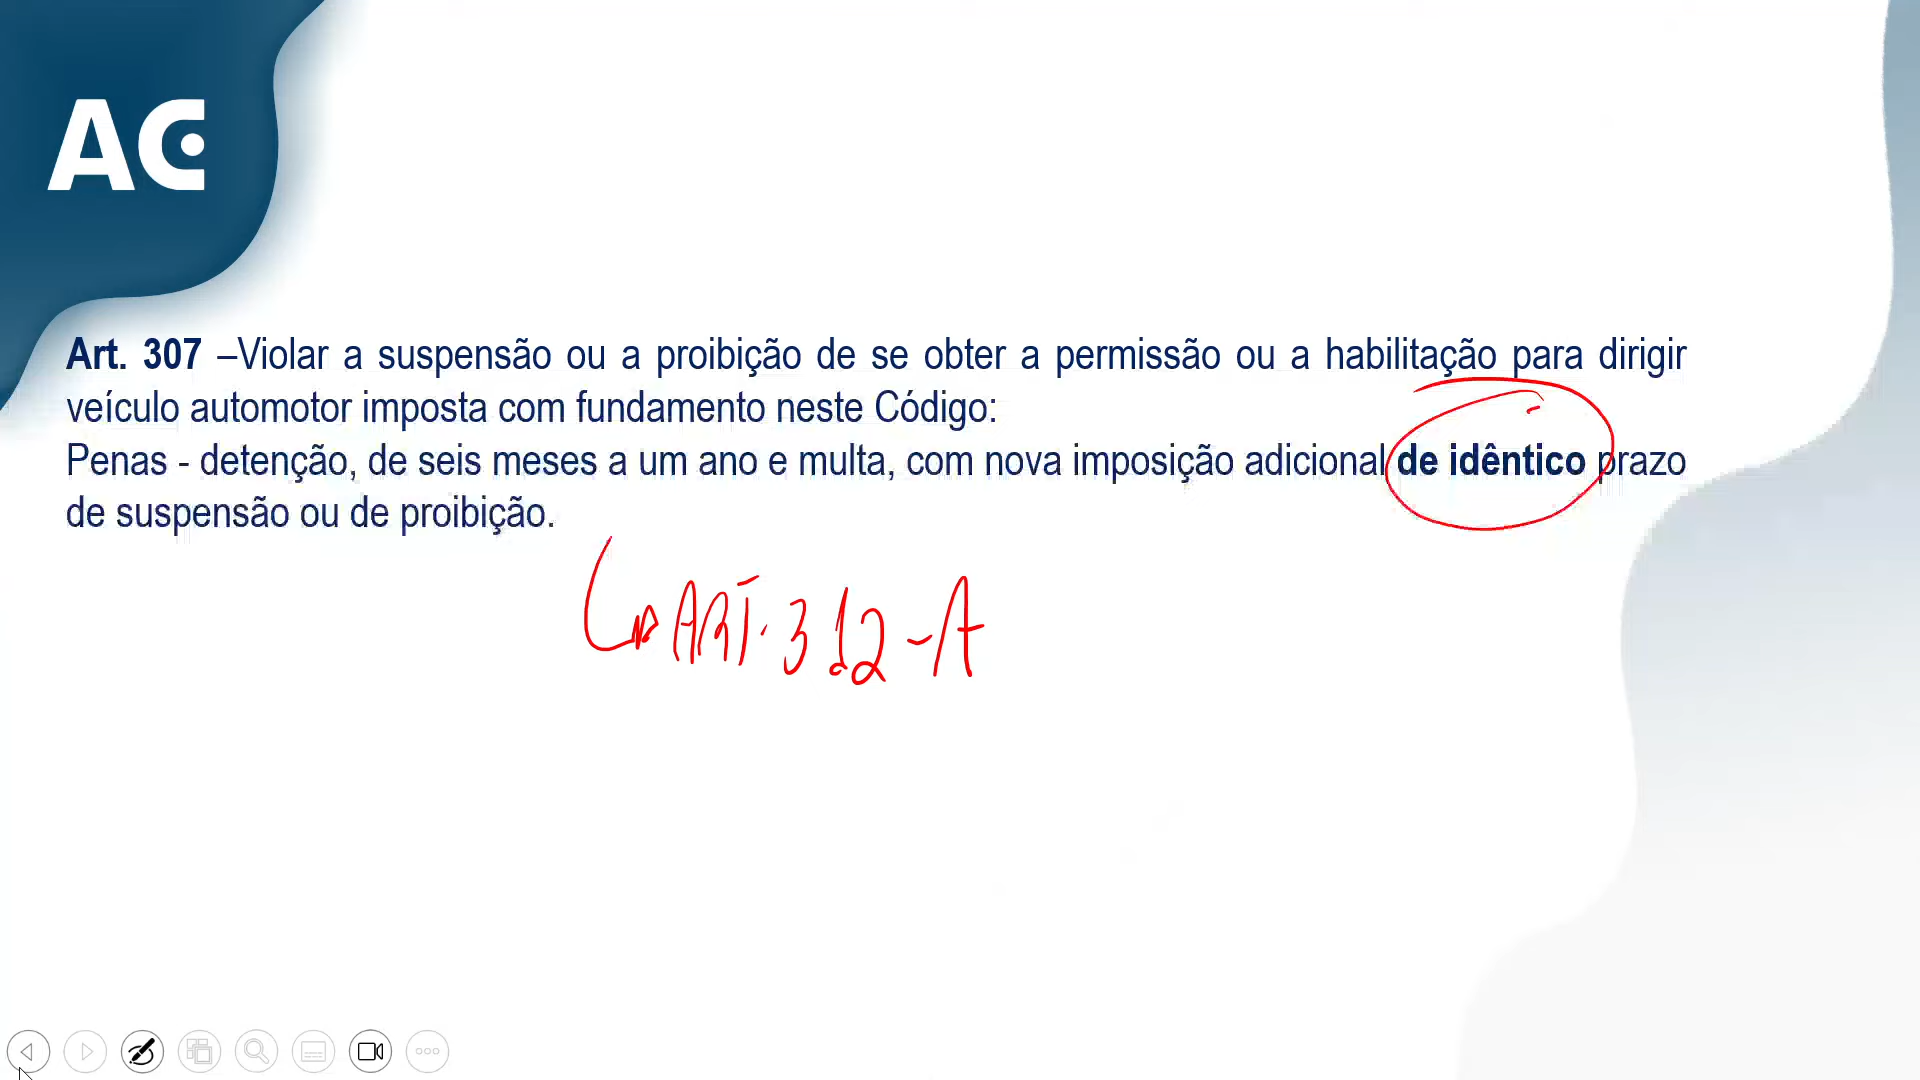 AC
Art. 307 –Violar a suspensão ou a proibição de se obter a permissão ou a habilitação para dirigir
veículo automotor imposta com fundamento neste Código:
Penas - detenção, de seis meses a um ano e multa, com nova imposição adicional de idêntico prazo
de suspensão ou de proibição.
ART. 312-A